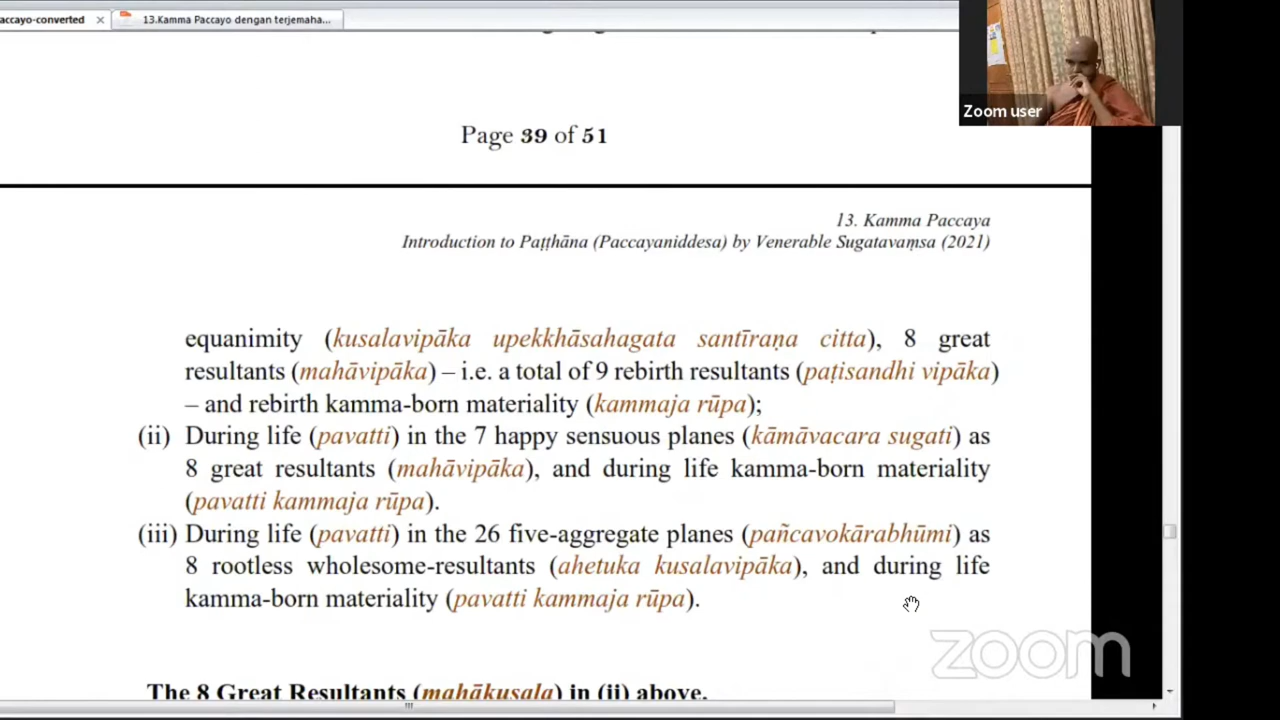 accayo-converted
13.Kamma Paccayo dengan terjemaha...
Zoom user
Page 39 of 51
13. Kamma Paccaya
Introduction to Paṭṭhāna (Paccayaniddesa) by Venerable Sugatavaṃsa (2021)
equanimity (kusalavipāka upekkhāsahagata santīraṇa citta), 8 great
resultants (mahāvipāka) – i.e. a total of 9 rebirth resultants (paṭisandhi vipāka)
– and rebirth kamma-born materiality (kammaja rūpa);
(ii) During life (pavatti) in the 7 happy sensuous planes (kāmāvacara sugati) as
8 great resultants (mahāvipāka), and during life kamma-born materiality
(pavatti kammaja rūpa).
(iii) During life (pavatti) in the 26 five-aggregate planes (pañcavokārabhūmi) as
8 rootless wholesome-resultants (ahetuka kusalavipāka), and during life
kamma-born materiality (pavatti kammaja rūpa).
zoom
The 8 Great Resultants (mahākusala) in (ii) above.